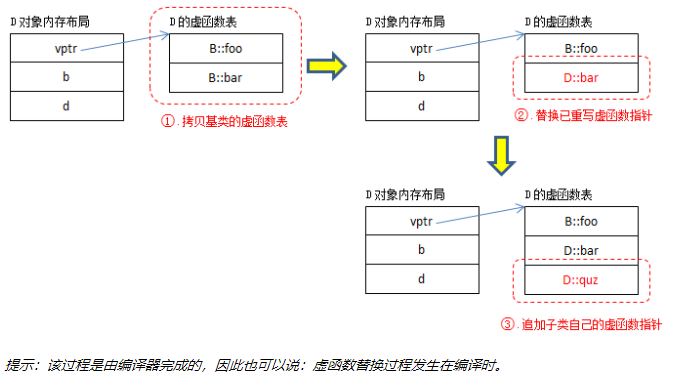 D对象内存布局
D的虚函数表
vptr
b
d
B::foo
B::bar
①.拷贝基类的虚函数表
D对象内存布局
D的虚函数表
vptr
b
d
B::foo
D::bar
②.替换已重写虚函数指针
D对象内存布局
D的虚函数表
vptr
b
d
B::foo
D::bar
D::quz
③.追加子类自己的虚函数指针
提示：该过程是由编译器完成的，因此也可以说：虚函数替换过程发生在编译时。